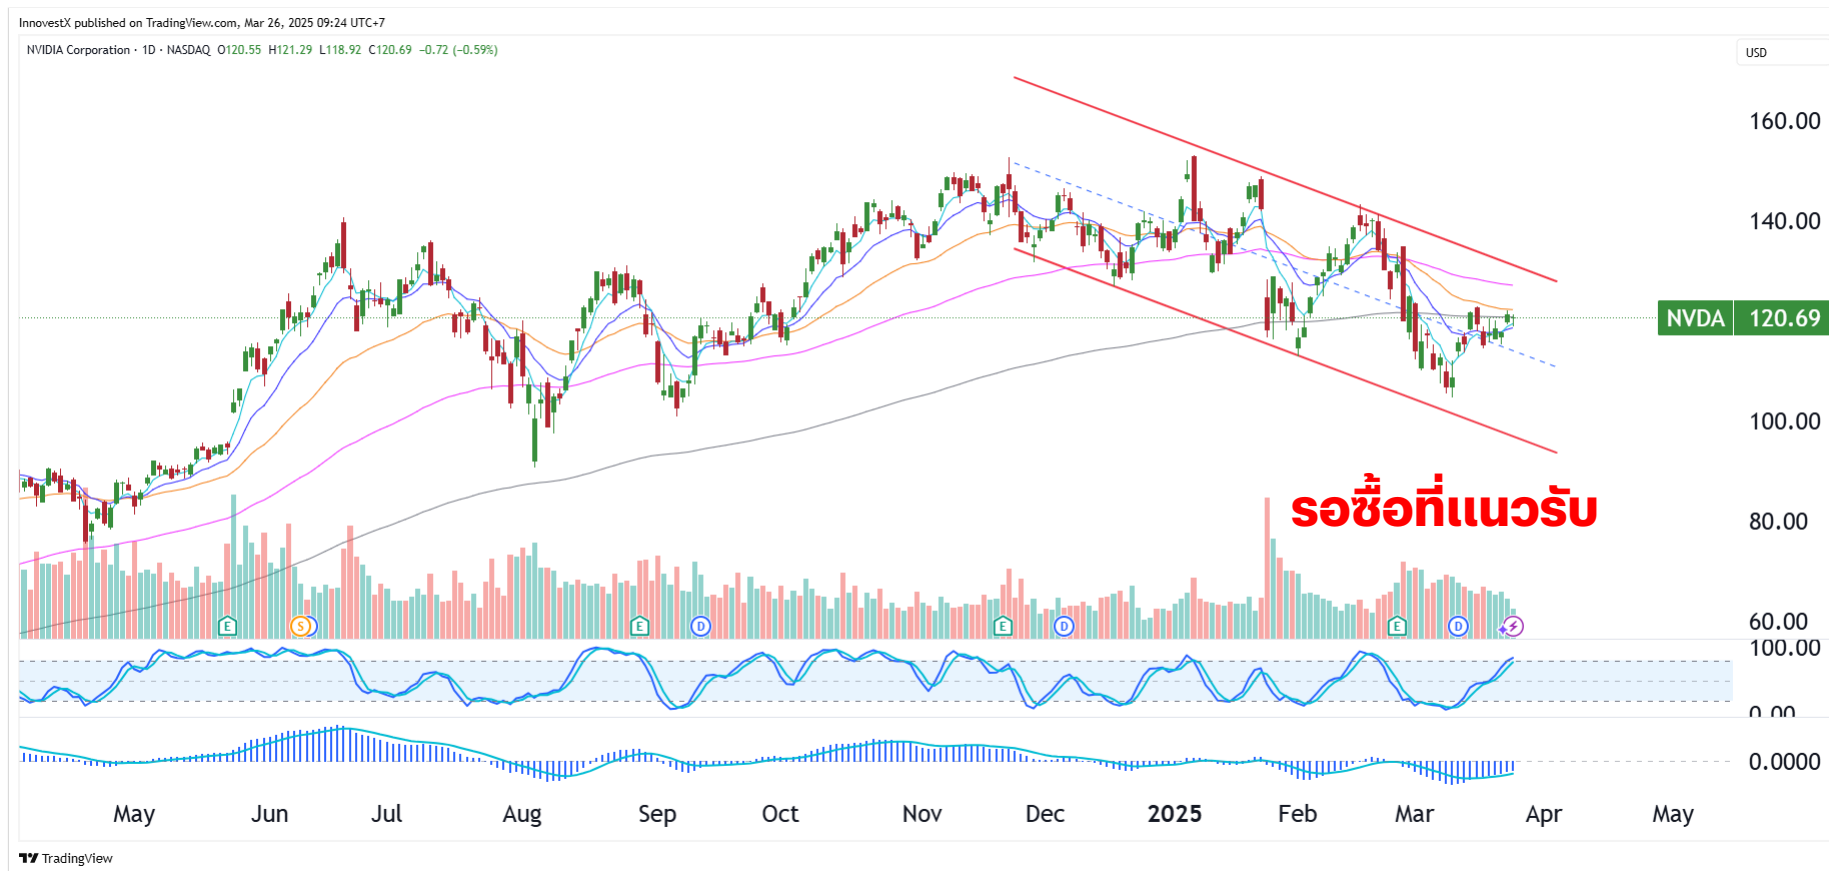 InnovestX published on TradingView.com, Mar 26, 2025 09:24 UTC+7
NVIDIA Corporation · 1D · NASDAQ O120.55 H121.29 L118.92 C120.69 −0.72 (−0.59%)
USD
160.00
140.00
NVDA 120.69
100.00
รอซื้อที่แนวรับ
80.00
60.00
E S D E D E D E D
100.00
0.00
0.0000
May Jun Jul Aug Sep Oct Nov Dec 2025 Feb Mar Apr May
TradingView